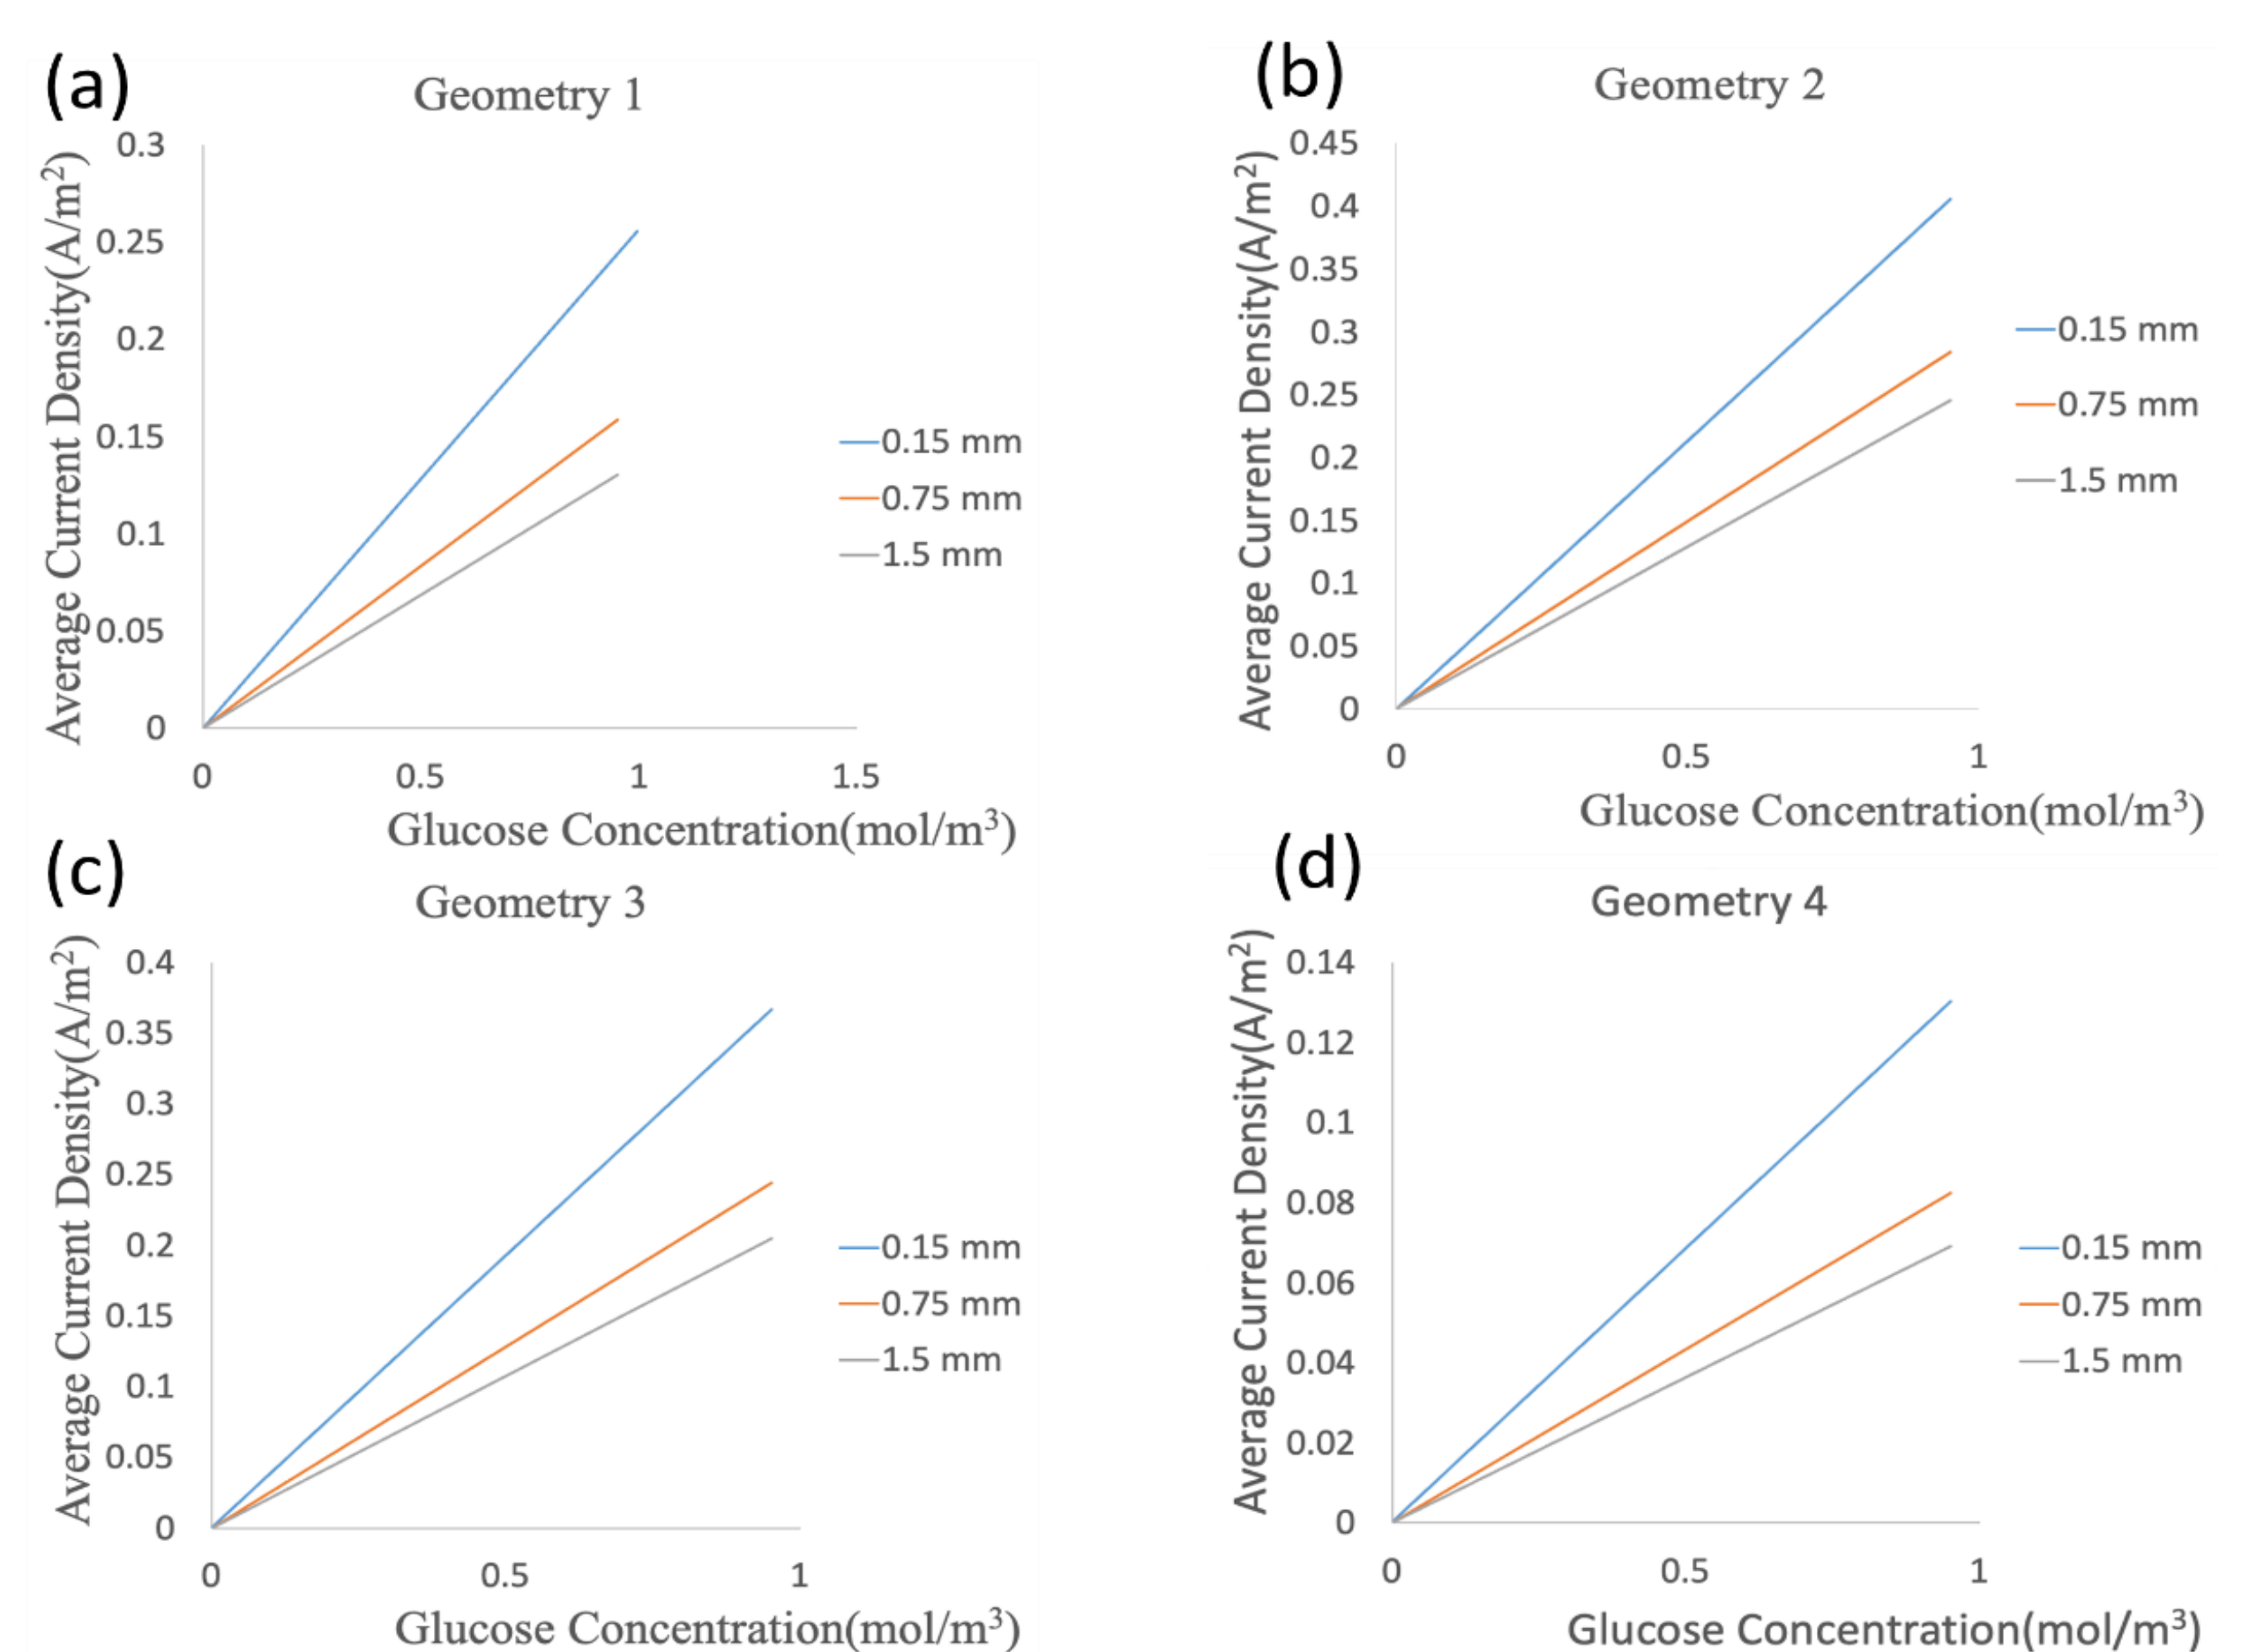 (a)
Geometry 1
Average Current Density(A/m²)
0.3
0.25
0.2
0.15
0.1
0.05
0
0 0.5 1 1.5
Glucose Concentration(mol/m³)
0.15 mm
0.75 mm
1.5 mm
(b)
Geometry 2
Average Current Density(A/m²)
0.45
0.4
0.35
0.3
0.25
0.2
0.15
0.1
0.05
0
0 0.5 1
Glucose Concentration(mol/m³)
0.15 mm
0.75 mm
1.5 mm
(c)
Geometry 3
Average Current Density(A/m²)
0.4
0.35
0.3
0.25
0.2
0.15
0.1
0.05
0
0 0.5 1
Glucose Concentration(mol/m³)
0.15 mm
0.75 mm
1.5 mm
(d)
Geometry 4
Average Current Density(A/m²)
0.14
0.12
0.1
0.08
0.06
0.04
0.02
0
0 0.5 1
Glucose Concentration(mol/m³)
0.15 mm
0.75 mm
1.5 mm